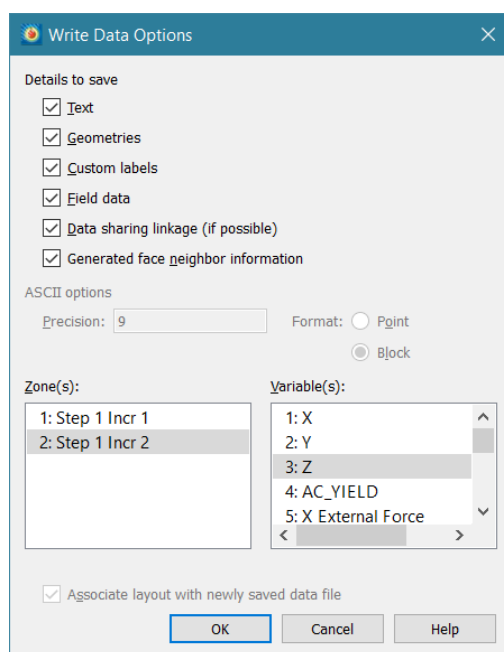 Write Data Options
Details to save
Text
Geometries
Custom labels
Field data
Data sharing linkage (if possible)
Generated face neighbor information
ASCII options
Precision: 9 Format: Point
Block
Zone(s): Variable(s):
1: Step 1 Incr 1
2: Step 1 Incr 2
1: X
2: Y
3: Z
4: AC_YIELD
5: X External Force
Associate layout with newly saved data file
OK Cancel Help